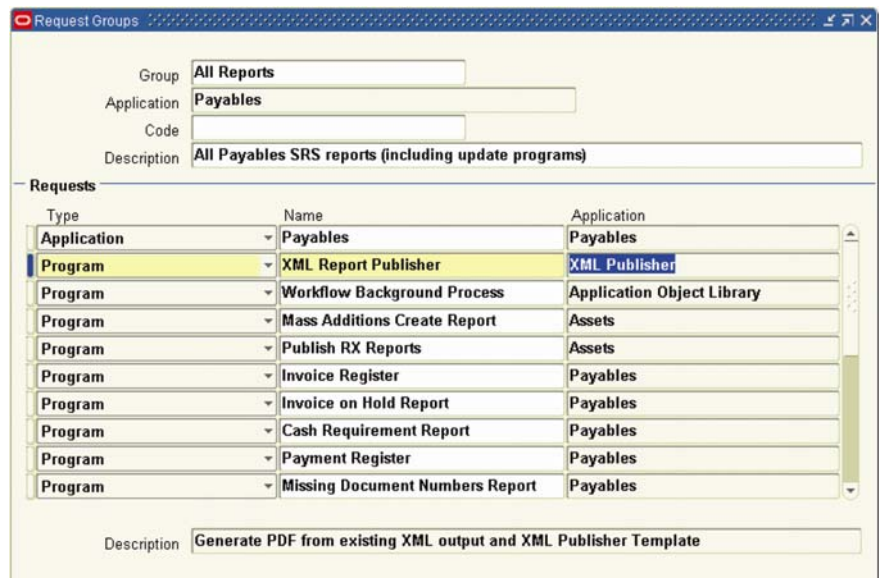 Request Groups
Group All Reports
Application Payables
Code
Description All Payables SRS reports (including update programs)
Requests
Type Name Application
Application Payables Payables
Program XML Report Publisher XML Publisher
Program Workflow Background Process Application Object Library
Program Mass Additions Create Report Assets
Program Publish RX Reports Assets
Program Invoice Register Payables
Program Invoice on Hold Report Payables
Program Cash Requirement Report Payables
Program Payment Register Payables
Program Missing Document Numbers Report Payables
Description Generate PDF from existing XML output and XML Publisher Template